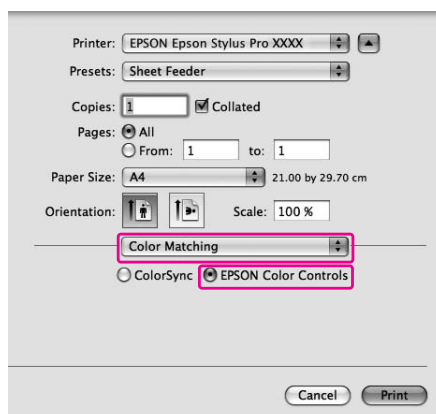 Printer: EPSON Epson Stylus Pro XXXX
Presets: Sheet Feeder
Copies: 1 Collated
Pages: All
From: 1 to: 1
Paper Size: A4 21.00 by 29.70 cm
Orientation: Scale: 100 %
Color Matching
ColorSync EPSON Color Controls
Cancel Print